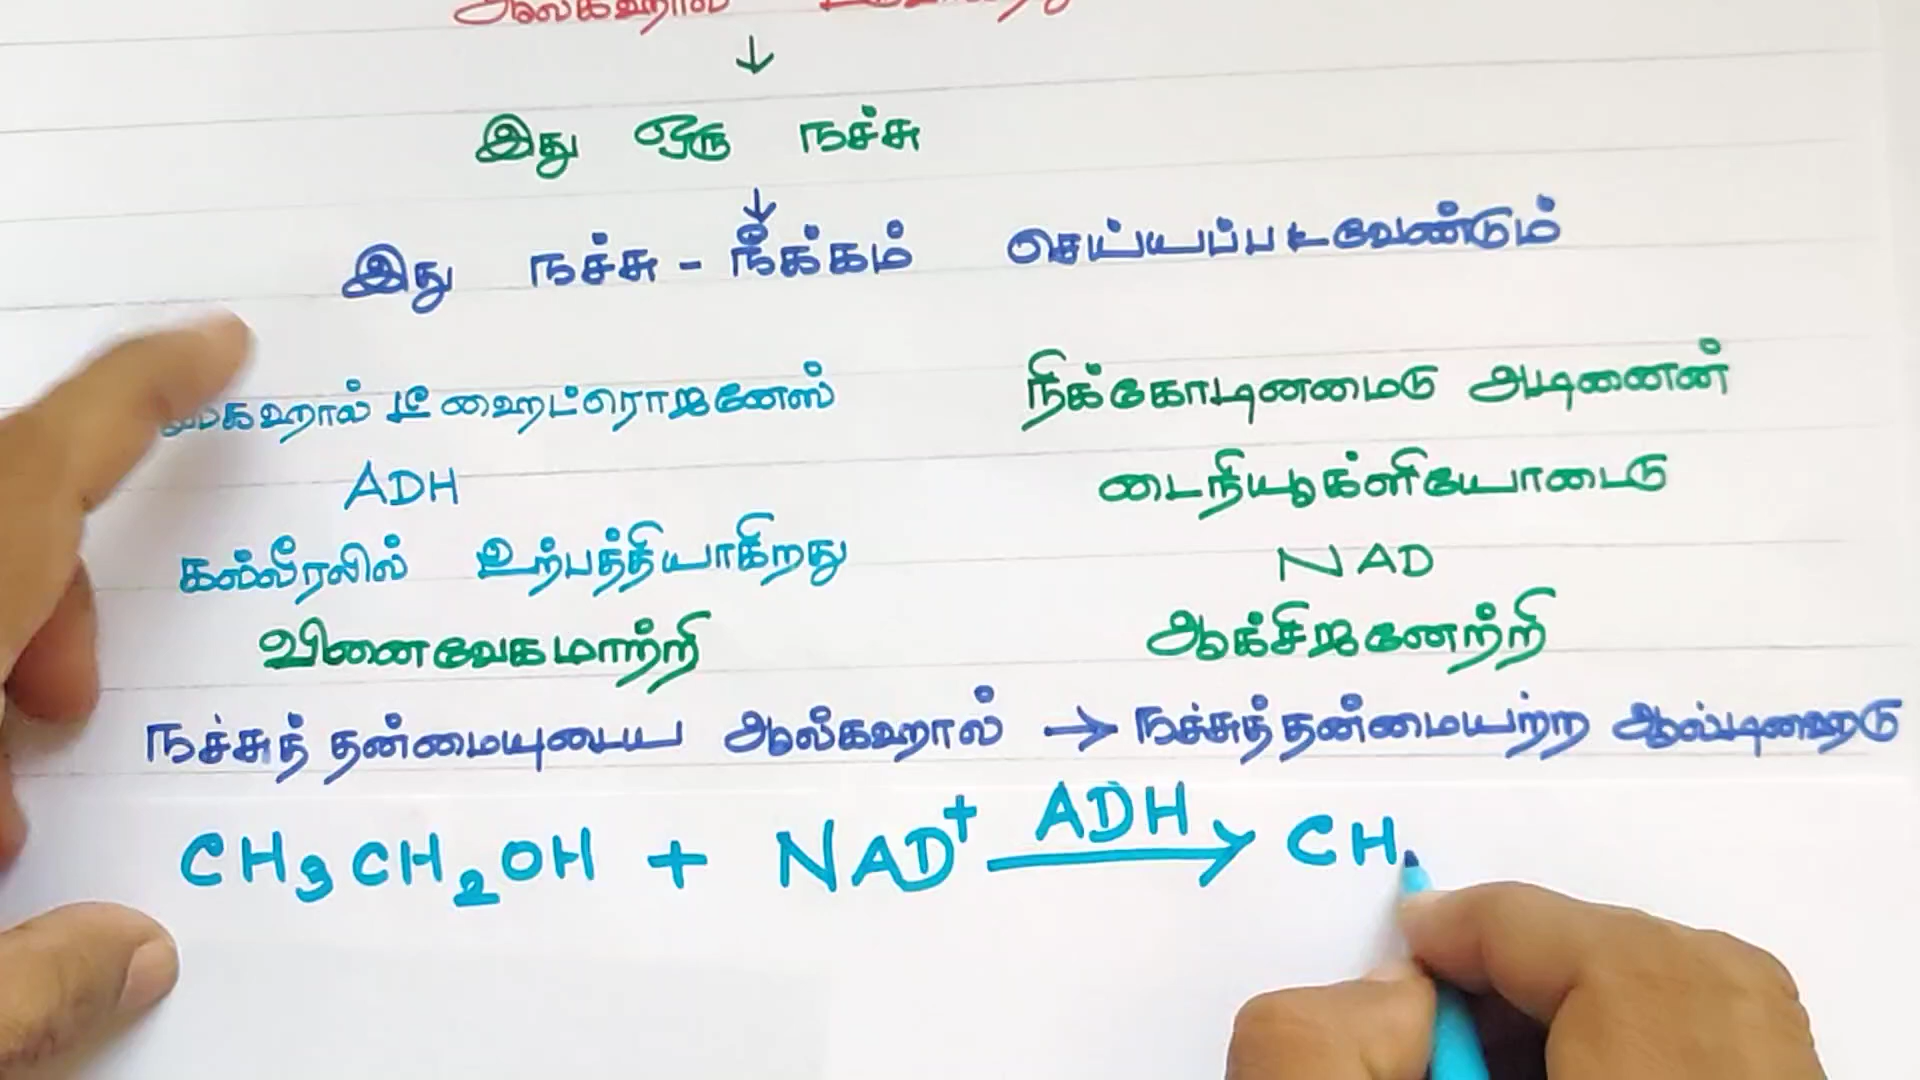 இது ஒரு நச்சு
இது நச்சு - நீக்கம் செய்யப்படவேண்டும்
டீஹைட்ரொஜனேஸ்
நிக்கோடினமைடு அடினைன்
ADH
டைநியூக்ளியோடைடு
கல்லீரலில் உற்பத்தியாகிறது
NAD
வினைவேகமாற்றி
ஆக்சிஜனேற்றி
நச்சுத் தன்மையுடைய ஆல்கஹால் → நச்சுத்தன்மையற்ற ஆல்டிஹைடு
CH₃CH₂OH + NAD⁺ ADH → CH